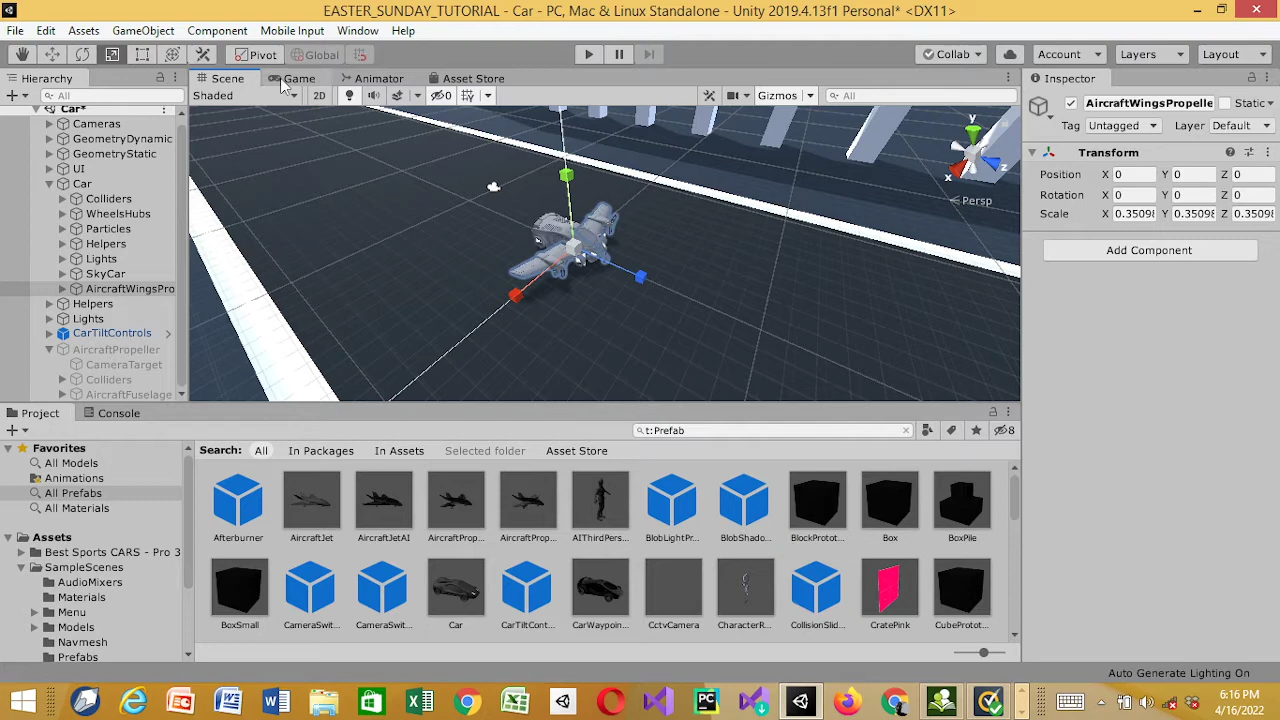 EASTER_SUNDAY_TUTORIAL - Car - PC, Mac & Linux Standalone - Unity 2019.4.13f1 Personal* <DX11>
File Edit Assets GameObject Component Mobile Input Window Help
Pivot Global Collab Account Layers Layout
Hierarchy Scene Game Animator Asset Store Inspector
All Shaded 2D 0 Gizmos All
Car*
Cameras
GeometryDynamic
GeometryStatic
UI
Car
Colliders
WheelsHubs
Particles
Helpers
Lights
SkyCar
AircraftWingsPro
Helpers
Lights
CarTiltControls
AircraftPropeller
CameraTarget
Colliders
AircraftFuselage
y
x
z
Persp
AircraftWingsPropelle Static
Tag Untagged Layer Default
Transform
Position X 0 Y 0 Z 0
Rotation X 0 Y 0 Z 0
Scale X 0.35098 Y 0.35098 Z 0.35098
Add Component
Project Console
t:Prefab 8
Favorites
All Models
Animations
All Prefabs
All Materials
Assets
Best Sports CARS - Pro 3
SampleScenes
AudioMixers
Materials
Menu
Models
Navmesh
Prefabs
Search: All In Packages In Assets Selected folder Asset Store
Afterburner AircraftJet AircraftJetAI AircraftProp... AircraftProp... AIThirdPers... BlobLightPr... BlobShado... BlockPrototy... Box BoxPile
BoxSmall CameraSwit... CameraSwit... Car CarTiltCont... CarWaypoin... CctvCamera CharacterR... CollisionSlid... CratePink CubePrototy...
Auto Generate Lighting On
6:16 PM
4/16/2022